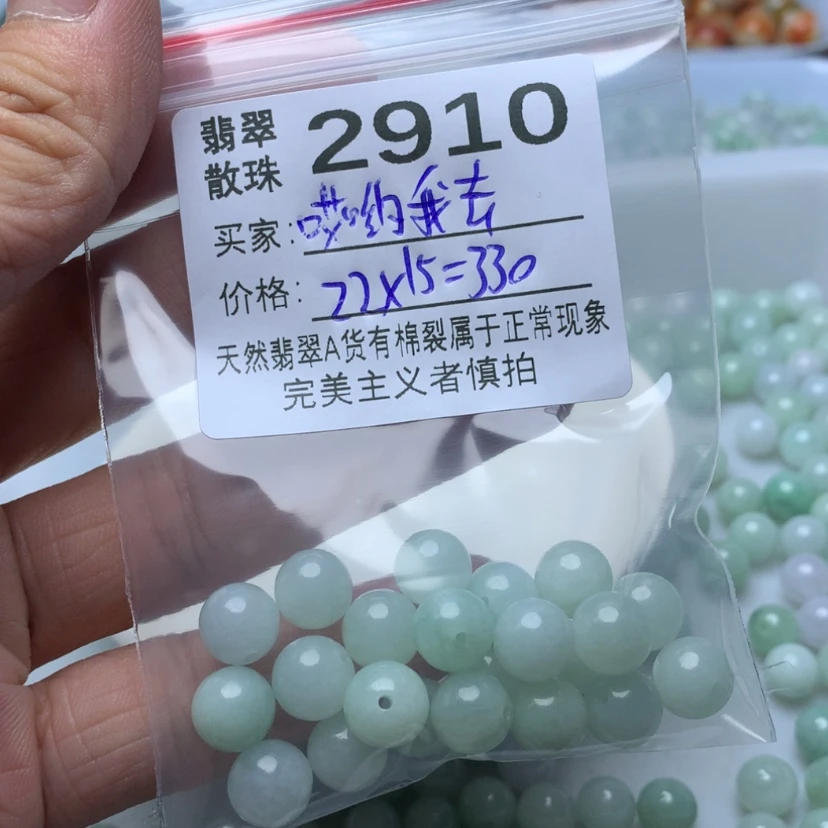 翡翠 2910
散珠
买家：哎哟我去
价格：22x15=330
天然翡翠A货有棉裂属于正常现象
完美主义者慎拍